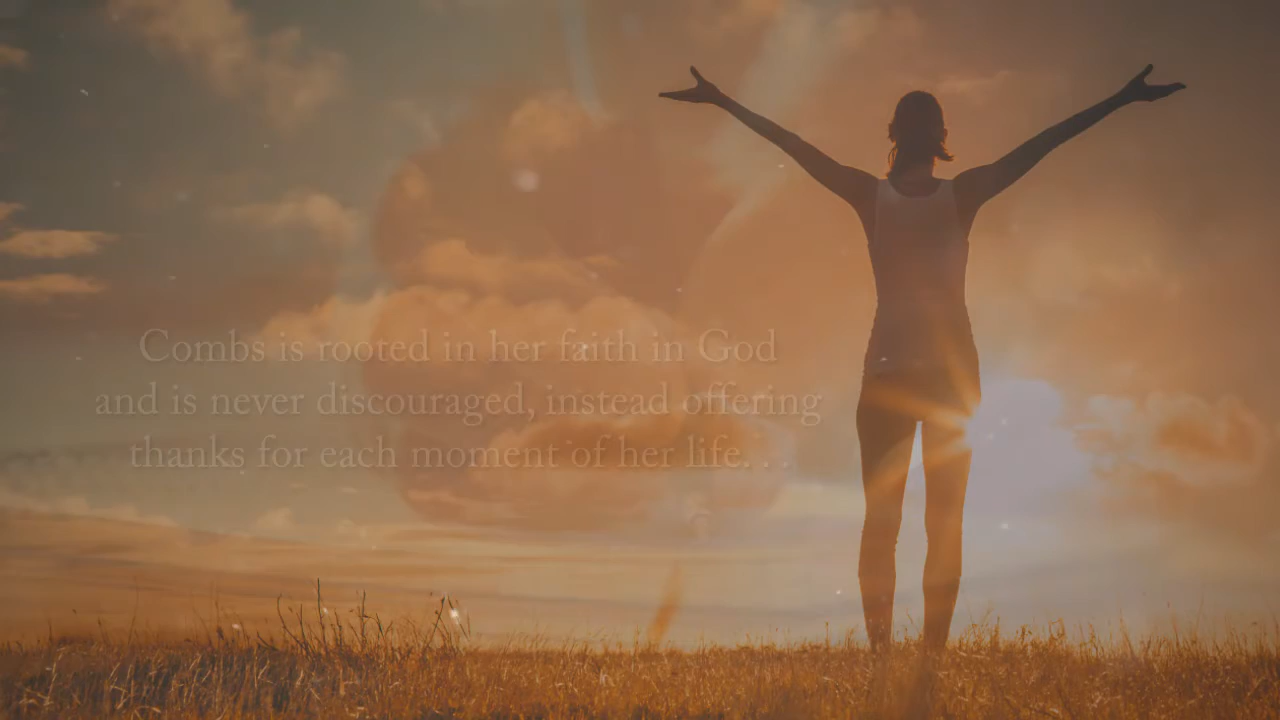 Combs is rooted in her faith in God
and is never discouraged, instead offering
thanks for each moment of her life. . .